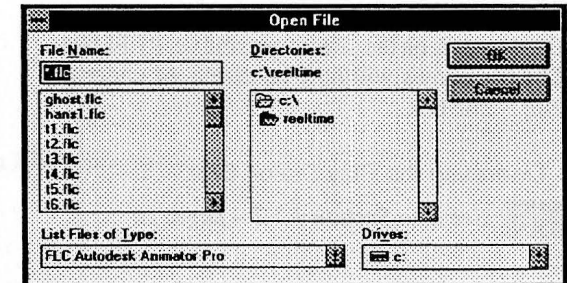 Open File
File Name:
*.flc
ghost.flc
hans1.flc
t1.flc
t2.flc
t3.flc
t4.flc
t5.flc
t6.flc
Directories:
c:\reeltime
c:\
reeltime
OK
Cancel
List Files of Type:
FLC Autodesk Animator Pro
Drives:
c: